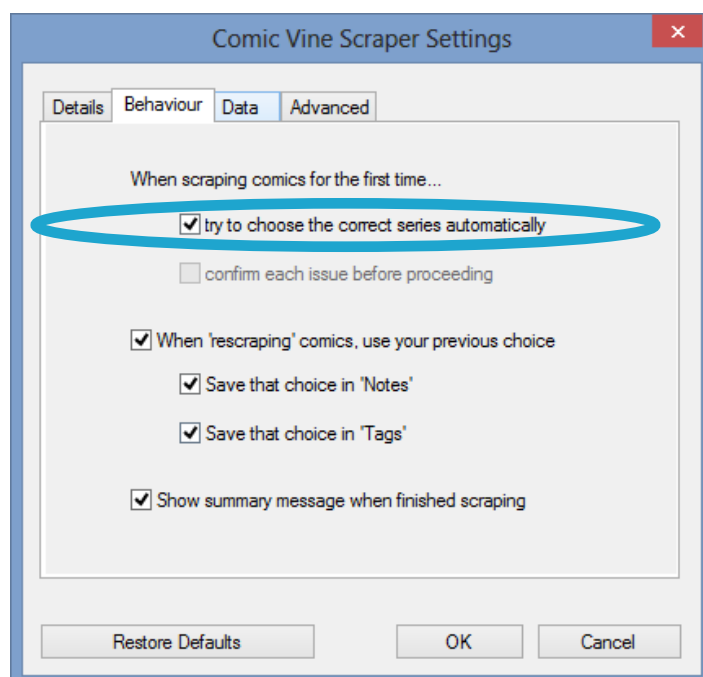 Comic Vine Scraper Settings
Details Behaviour Data Advanced
When scraping comics for the first time...
try to choose the correct series automatically
confirm each issue before proceeding
When 'rescraping' comics, use your previous choice
Save that choice in 'Notes'
Save that choice in 'Tags'
Show summary message when finished scraping
Restore Defaults OK Cancel